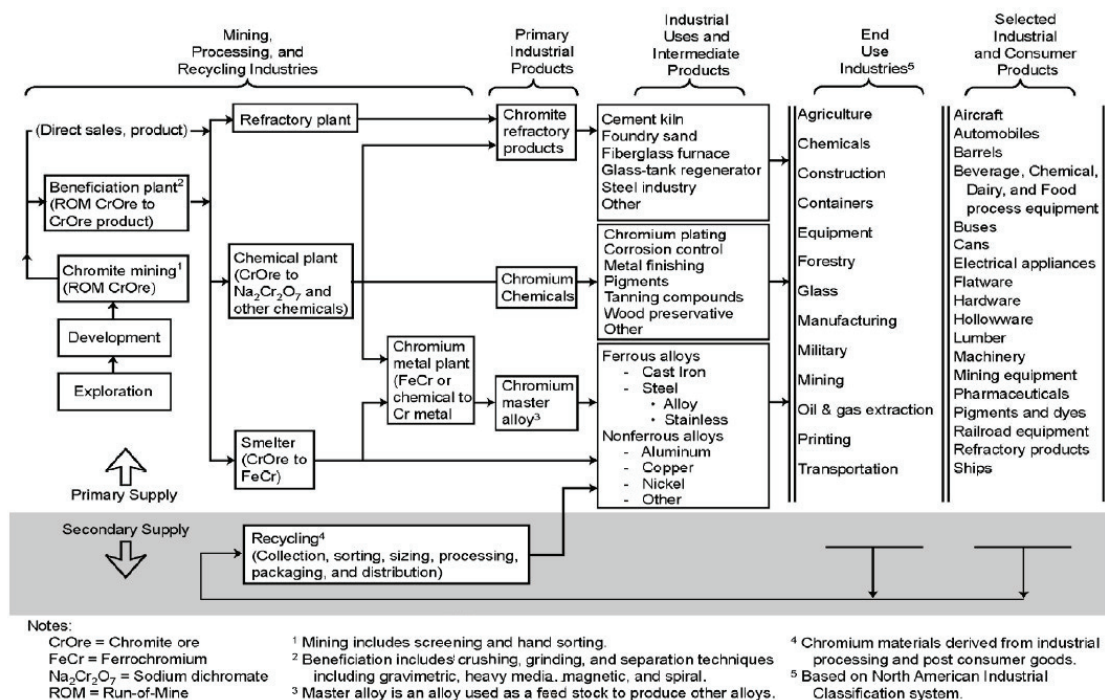 Mining,
Processing, and
Recycling Industries
Primary
Industrial
Products
Industrial
Uses and
Intermediate
Products
End
Use
Industries⁵
Selected
Industrial
and Consumer
Products
(Direct sales, product)
Beneficiation plant²
(ROM CrOre to
CrOre product)
Chromite mining¹
(ROM CrOre)
Development
Exploration
Refractory plant
Chemical plant
(CrOre to
Na₂Cr₂O₇ and
other chemicals)
Smelter
(CrOre to
FeCr)
Chromium
metal plant
(FeCr or
chemical to
Cr metal
Chromite
refractory
products
Chromium
Chemicals
Chromium
master
alloy³
Cement kiln
Foundry sand
Fiberglass furnace
Glass-tank regenerator
Steel industry
Other
Chromium plating
Corrosion control
Metal finishing
Pigments
Tanning compounds
Wood preservative
Other
Ferrous alloys
- Cast Iron
- Steel
· Alloy
· Stainless
Nonferrous alloys
- Aluminum
- Copper
- Nickel
- Other
Agriculture
Chemicals
Construction
Containers
Equipment
Forestry
Glass
Manufacturing
Military
Mining
Oil & gas extraction
Printing
Transportation
Aircraft
Automobiles
Barrels
Beverage, Chemical,
Dairy, and Food
process equipment
Buses
Cans
Electrical appliances
Flatware
Hardware
Hollowware
Lumber
Machinery
Mining equipment
Pharmaceuticals
Pigments and dyes
Railroad equipment
Refractory products
Ships
Primary Supply
Secondary Supply
Recycling⁴
(Collection, sorting, sizing, processing,
packaging, and distribution)
Notes:
CrOre = Chromite ore
FeCr = Ferrochromium
Na₂Cr₂O₇ = Sodium dichromate
ROM = Run-of-Mine
¹ Mining includes screening and hand sorting.
² Beneficiation includes crushing, grinding, and separation techniques
including gravimetric, heavy media, magnetic, and spiral.
³ Master alloy is an alloy used as a feed stock to produce other alloys.
⁴ Chromium materials derived from industrial
processing and post consumer goods.
⁵ Based on North American Industrial
Classification system.